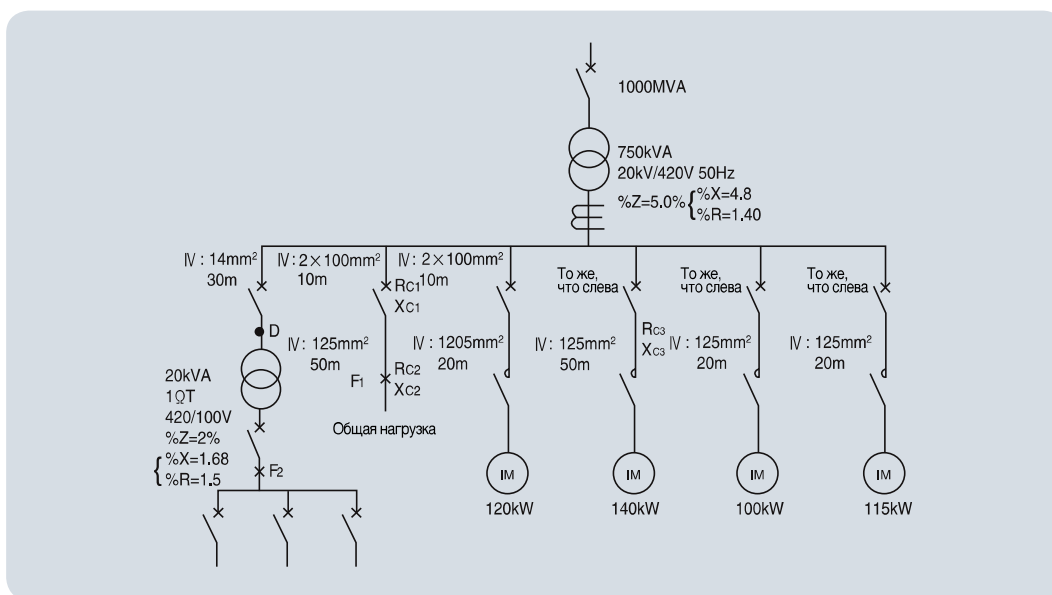 1000MVA
750kVA
20kV/420V 50Hz
%Z=5.0% { %X=4.8
%R=1.40
Ⅳ : 14mm²
30m
Ⅳ : 2×100mm²
10m
Ⅳ : 2×100mm²
10m
То же,
что слева
То же,
что слева
То же,
что слева
RC1
XC1
D
Ⅳ : 125mm²
50m
F1
RC2
XC2
Общая нагрузка
Ⅳ : 1205mm²
20m
Ⅳ : 125mm²
50m
RC3
XC3
Ⅳ : 125mm²
20m
Ⅳ : 125mm²
20m
20kVA
1ΩT
420/100V
%Z=2%
{ %X=1.68
%R=1.5
F2
IM
120kW
IM
140kW
IM
100kW
IM
115kW